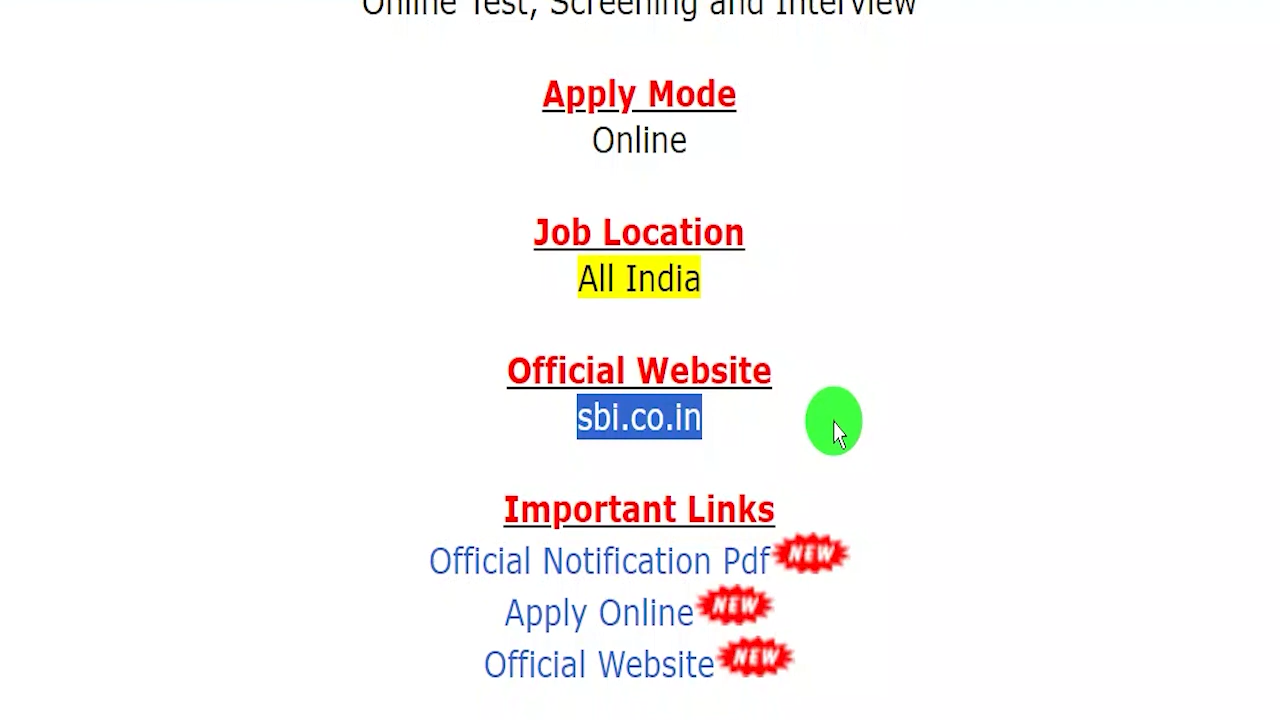 Online Test, Screening and Interview
Apply Mode
Online
Job Location
All India
Official Website
sbi.co.in
Important Links
Official Notification Pdf NEW
Apply Online NEW
Official Website NEW